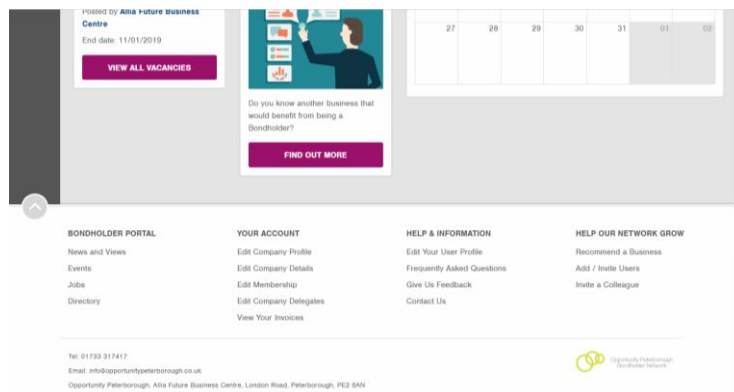 Posted by Allia Future Business
Centre
End date: 11/01/2019
VIEW ALL VACANCIES
Do you know another business that
would benefit from being a
Bondholder?
FIND OUT MORE
27 28 29 30 31 01 02
BONDHOLDER PORTAL
News and Views
Events
Jobs
Directory
YOUR ACCOUNT
Edit Company Profile
Edit Company Details
Edit Membership
Edit Company Delegates
View Your Invoices
HELP & INFORMATION
Edit Your User Profile
Frequently Asked Questions
Give Us Feedback
Contact Us
HELP OUR NETWORK GROW
Recommend a Business
Add / Invite Users
Invite a Colleague
Tel: 01733 317417
Email: info@opportunitypeterborough.co.uk
Opportunity Peterborough, Allia Future Business Centre, London Road, Peterborough, PE2 8AN
Opportunity Peterborough
Bondholder Network